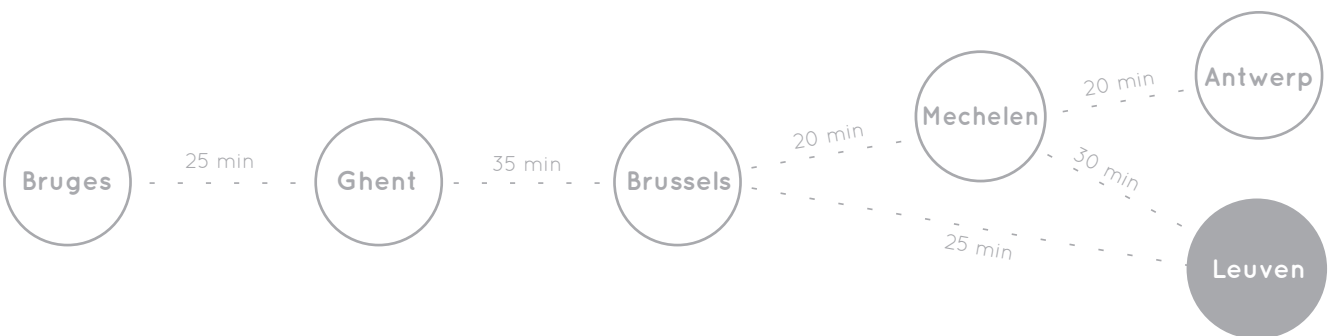 Bruges
25 min
Ghent
35 min
Brussels
20 min
Mechelen
20 min
Antwerp
30 min
25 min
Leuven